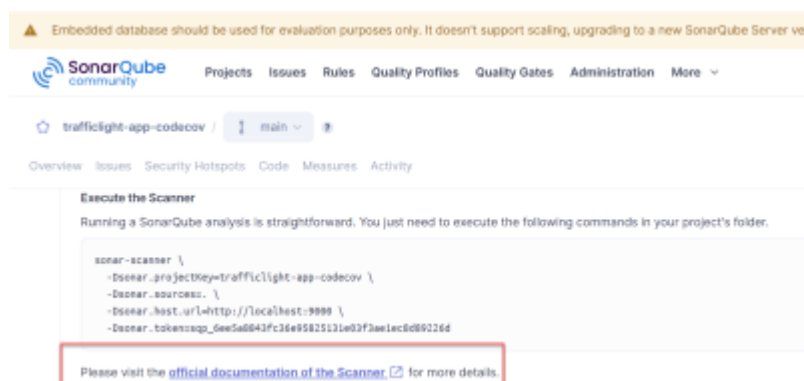 Embedded database should be used for evaluation purposes only. It doesn't support scaling, upgrading to a new SonarQube Server ve
SonarQube
community
Projects Issues Rules Quality Profiles Quality Gates Administration More
trafficlight-app-codecov / main
Overview Issues Security Hotspots Code Measures Activity
Execute the Scanner
Running a SonarQube analysis is straightforward. You just need to execute the following commands in your project's folder.
sonar-scanner \
-Dsonar.projectKey=trafficlight-app-codecov \
-Dsonar.sources=. \
-Dsonar.host.url=http://localhost:9000 \
-Dsonar.token=
Please visit the official documentation of the Scanner for more details.